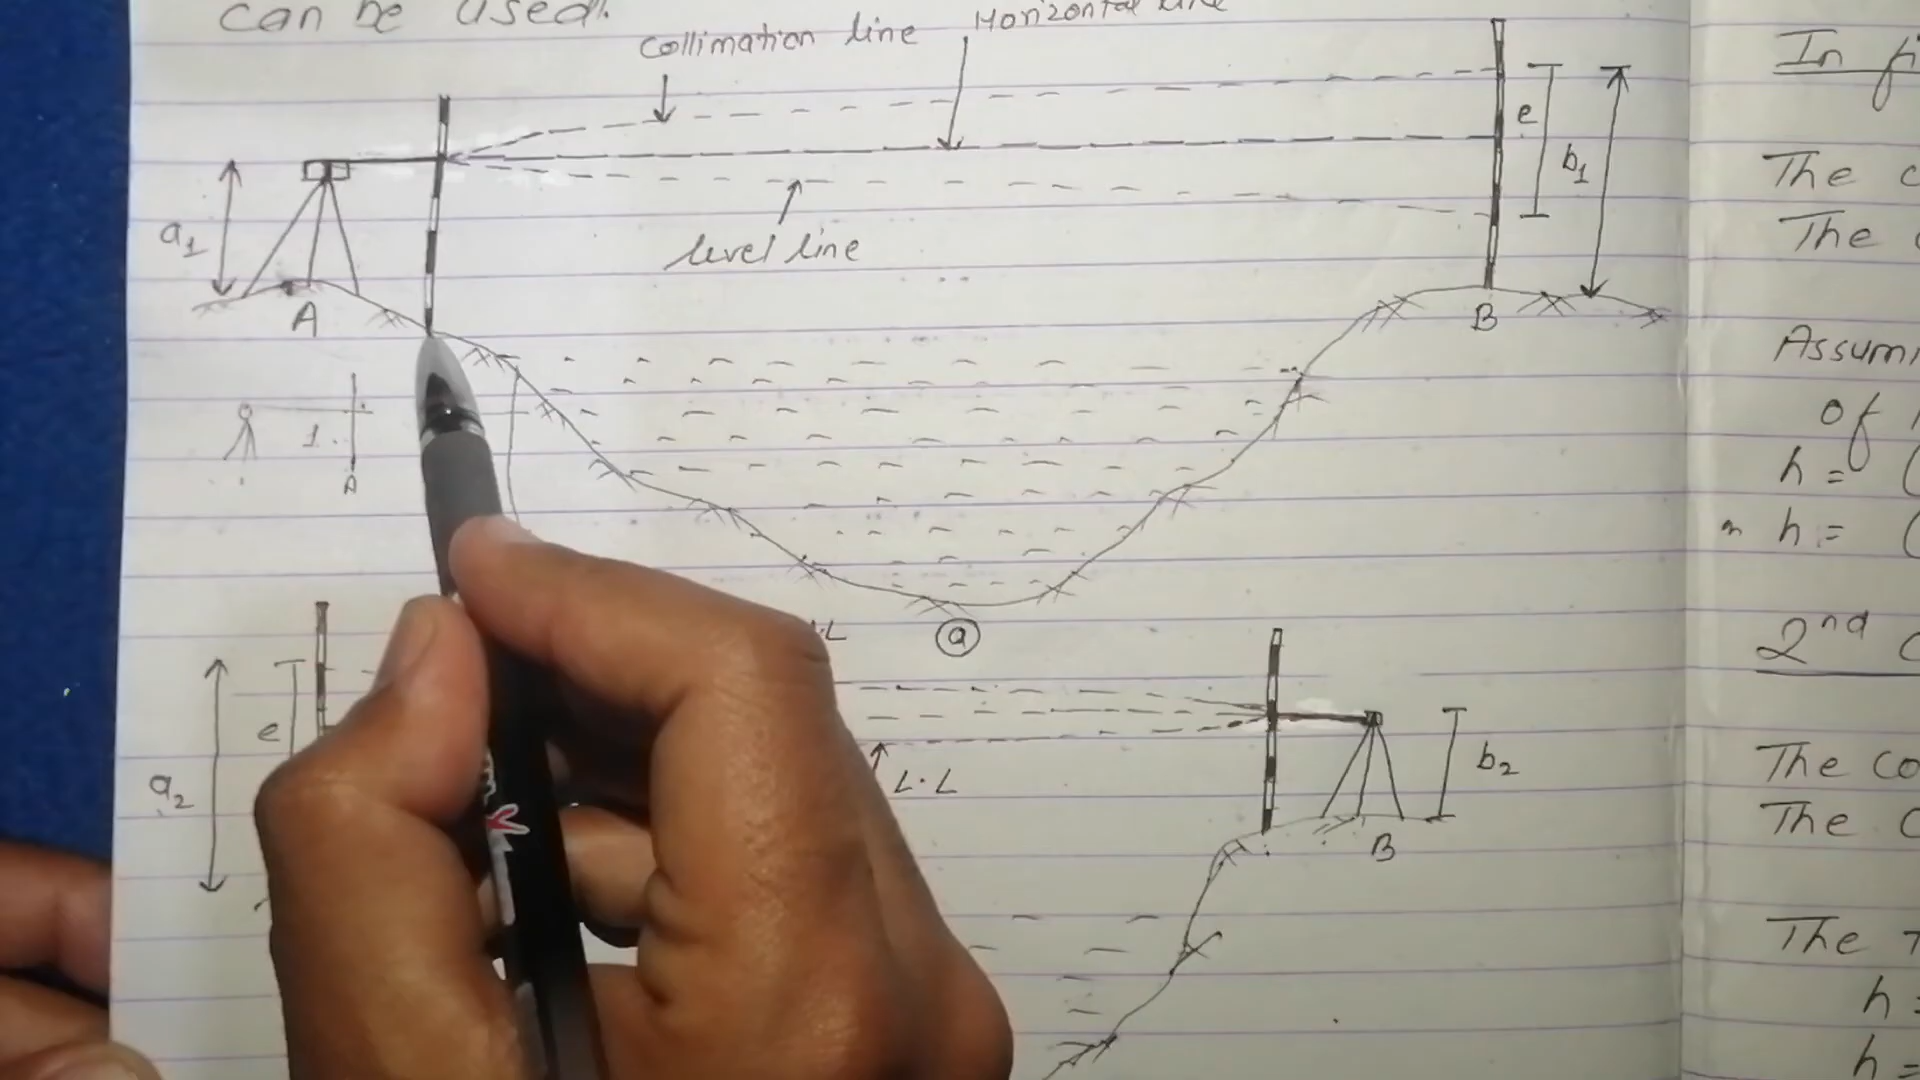 can be used.
Collimation line
Horizontal line
e
b1
a1
level line
A
B
1.
A
a
e
a2
L.L
b2
B
In
The
The
Assumi
of
h = (
h = (
2nd
The co
The
The
h =
h =